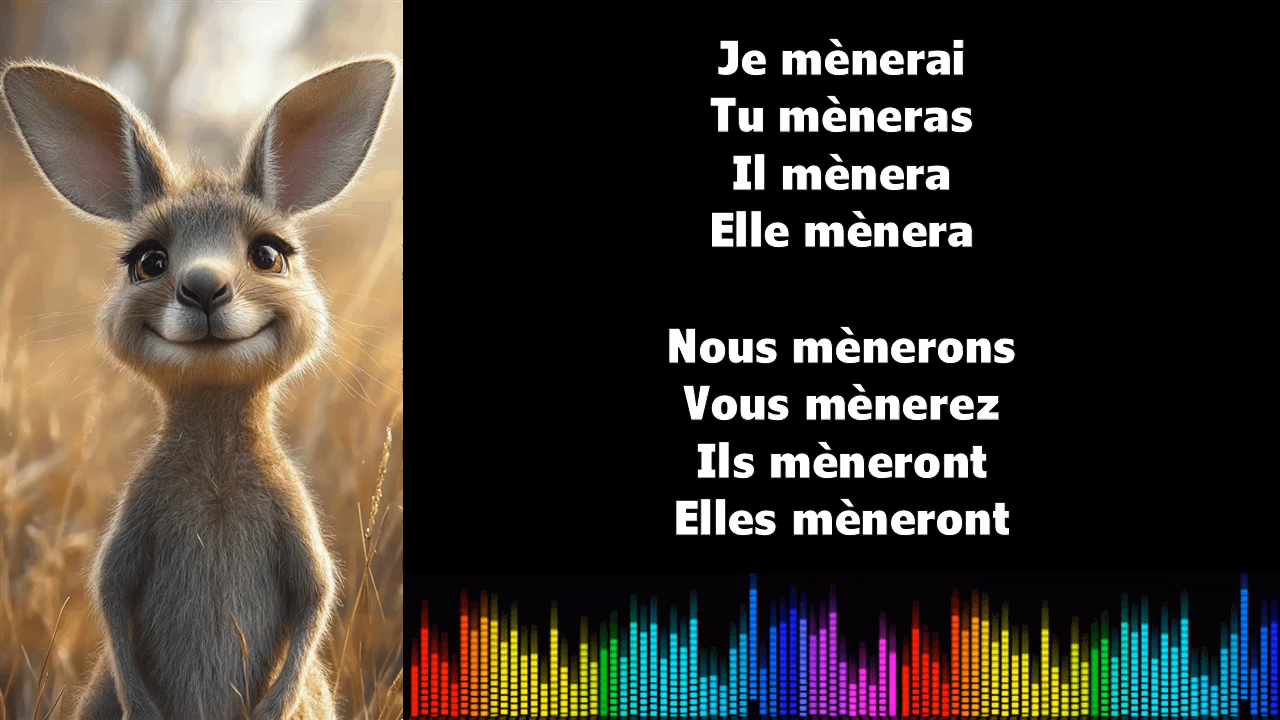 Je mènerai
Tu mèneras
Il mènera
Elle mènera
Nous mènerons
Vous mènerez
Ils mèneront
Elles mèneront